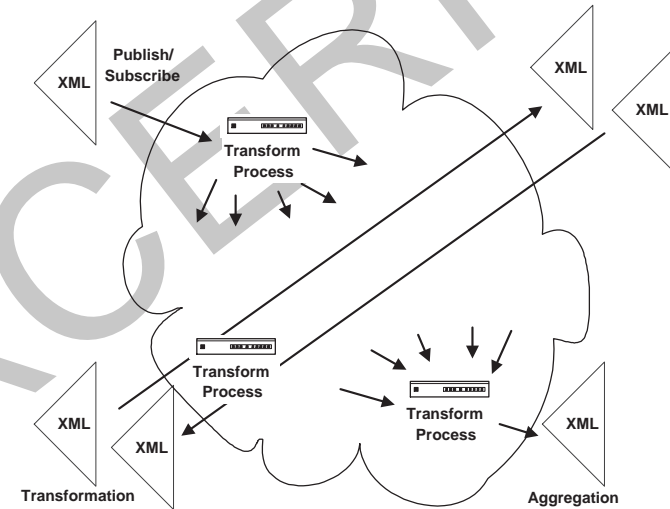 Publish/
Subscribe
XML
XML
XML
Transform
Process
Transform
Process
Transform
Process
XML
XML
XML
Transformation
Aggregation